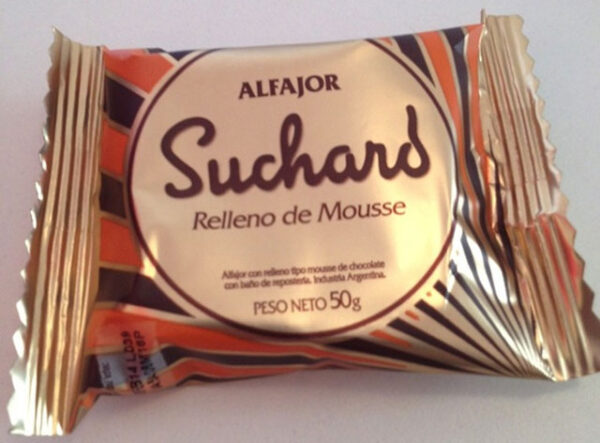 ALFAJOR
Suchard
Relleno de Mousse
Alfajor con relleno tipo mousse de chocolate
con baño de repostería. Industria Argentina.
PESO NETO 50g